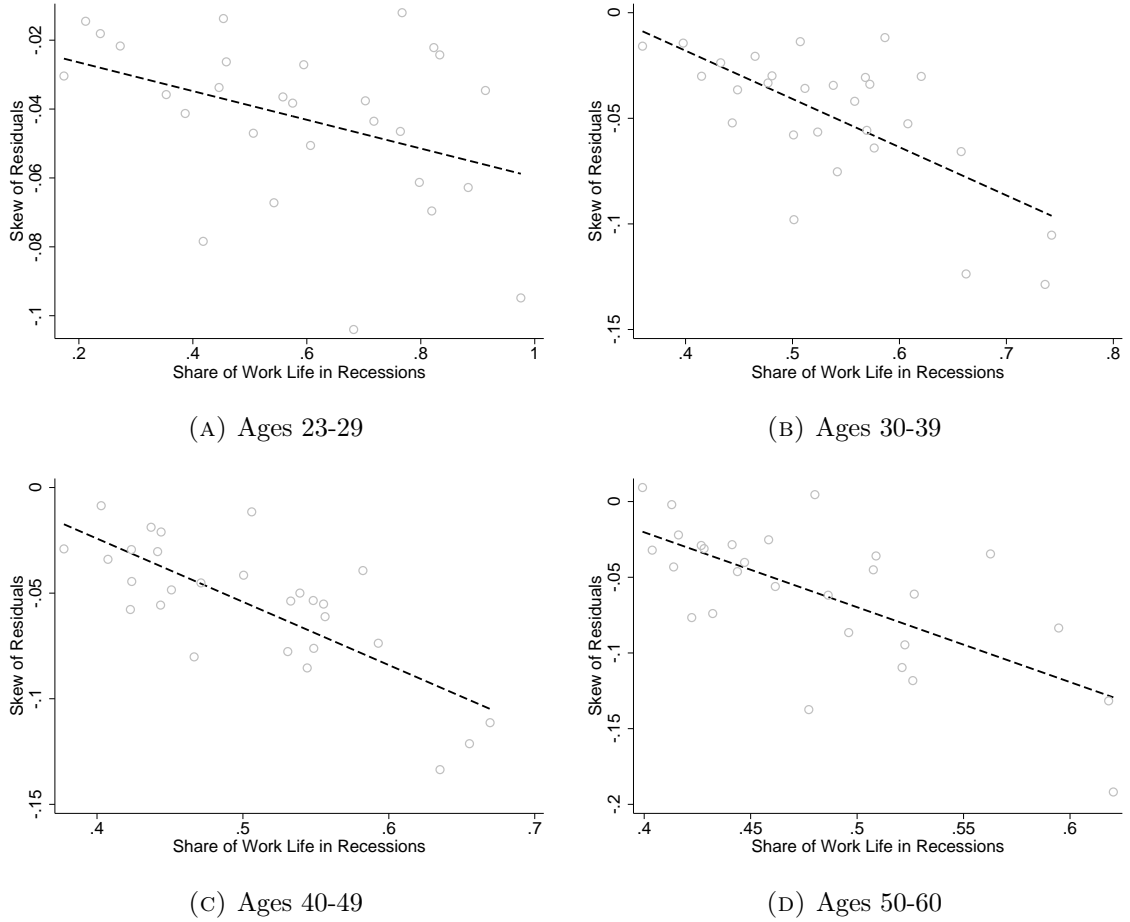 -.02
-.04
-.06
-.08
-.1
Skew of Residuals
.2 .4 .6 .8 1
Share of Work Life in Recessions
(A) Ages 23-29
0
-.05
-.1
-.15
Skew of Residuals
.4 .5 .6 .7 .8
Share of Work Life in Recessions
(B) Ages 30-39
0
-.05
-.1
-.15
Skew of Residuals
.4 .5 .6 .7
Share of Work Life in Recessions
(C) Ages 40-49
0
-.05
-.1
-.15
-.2
Skew of Residuals
.4 .45 .5 .55 .6
Share of Work Life in Recessions
(D) Ages 50-60